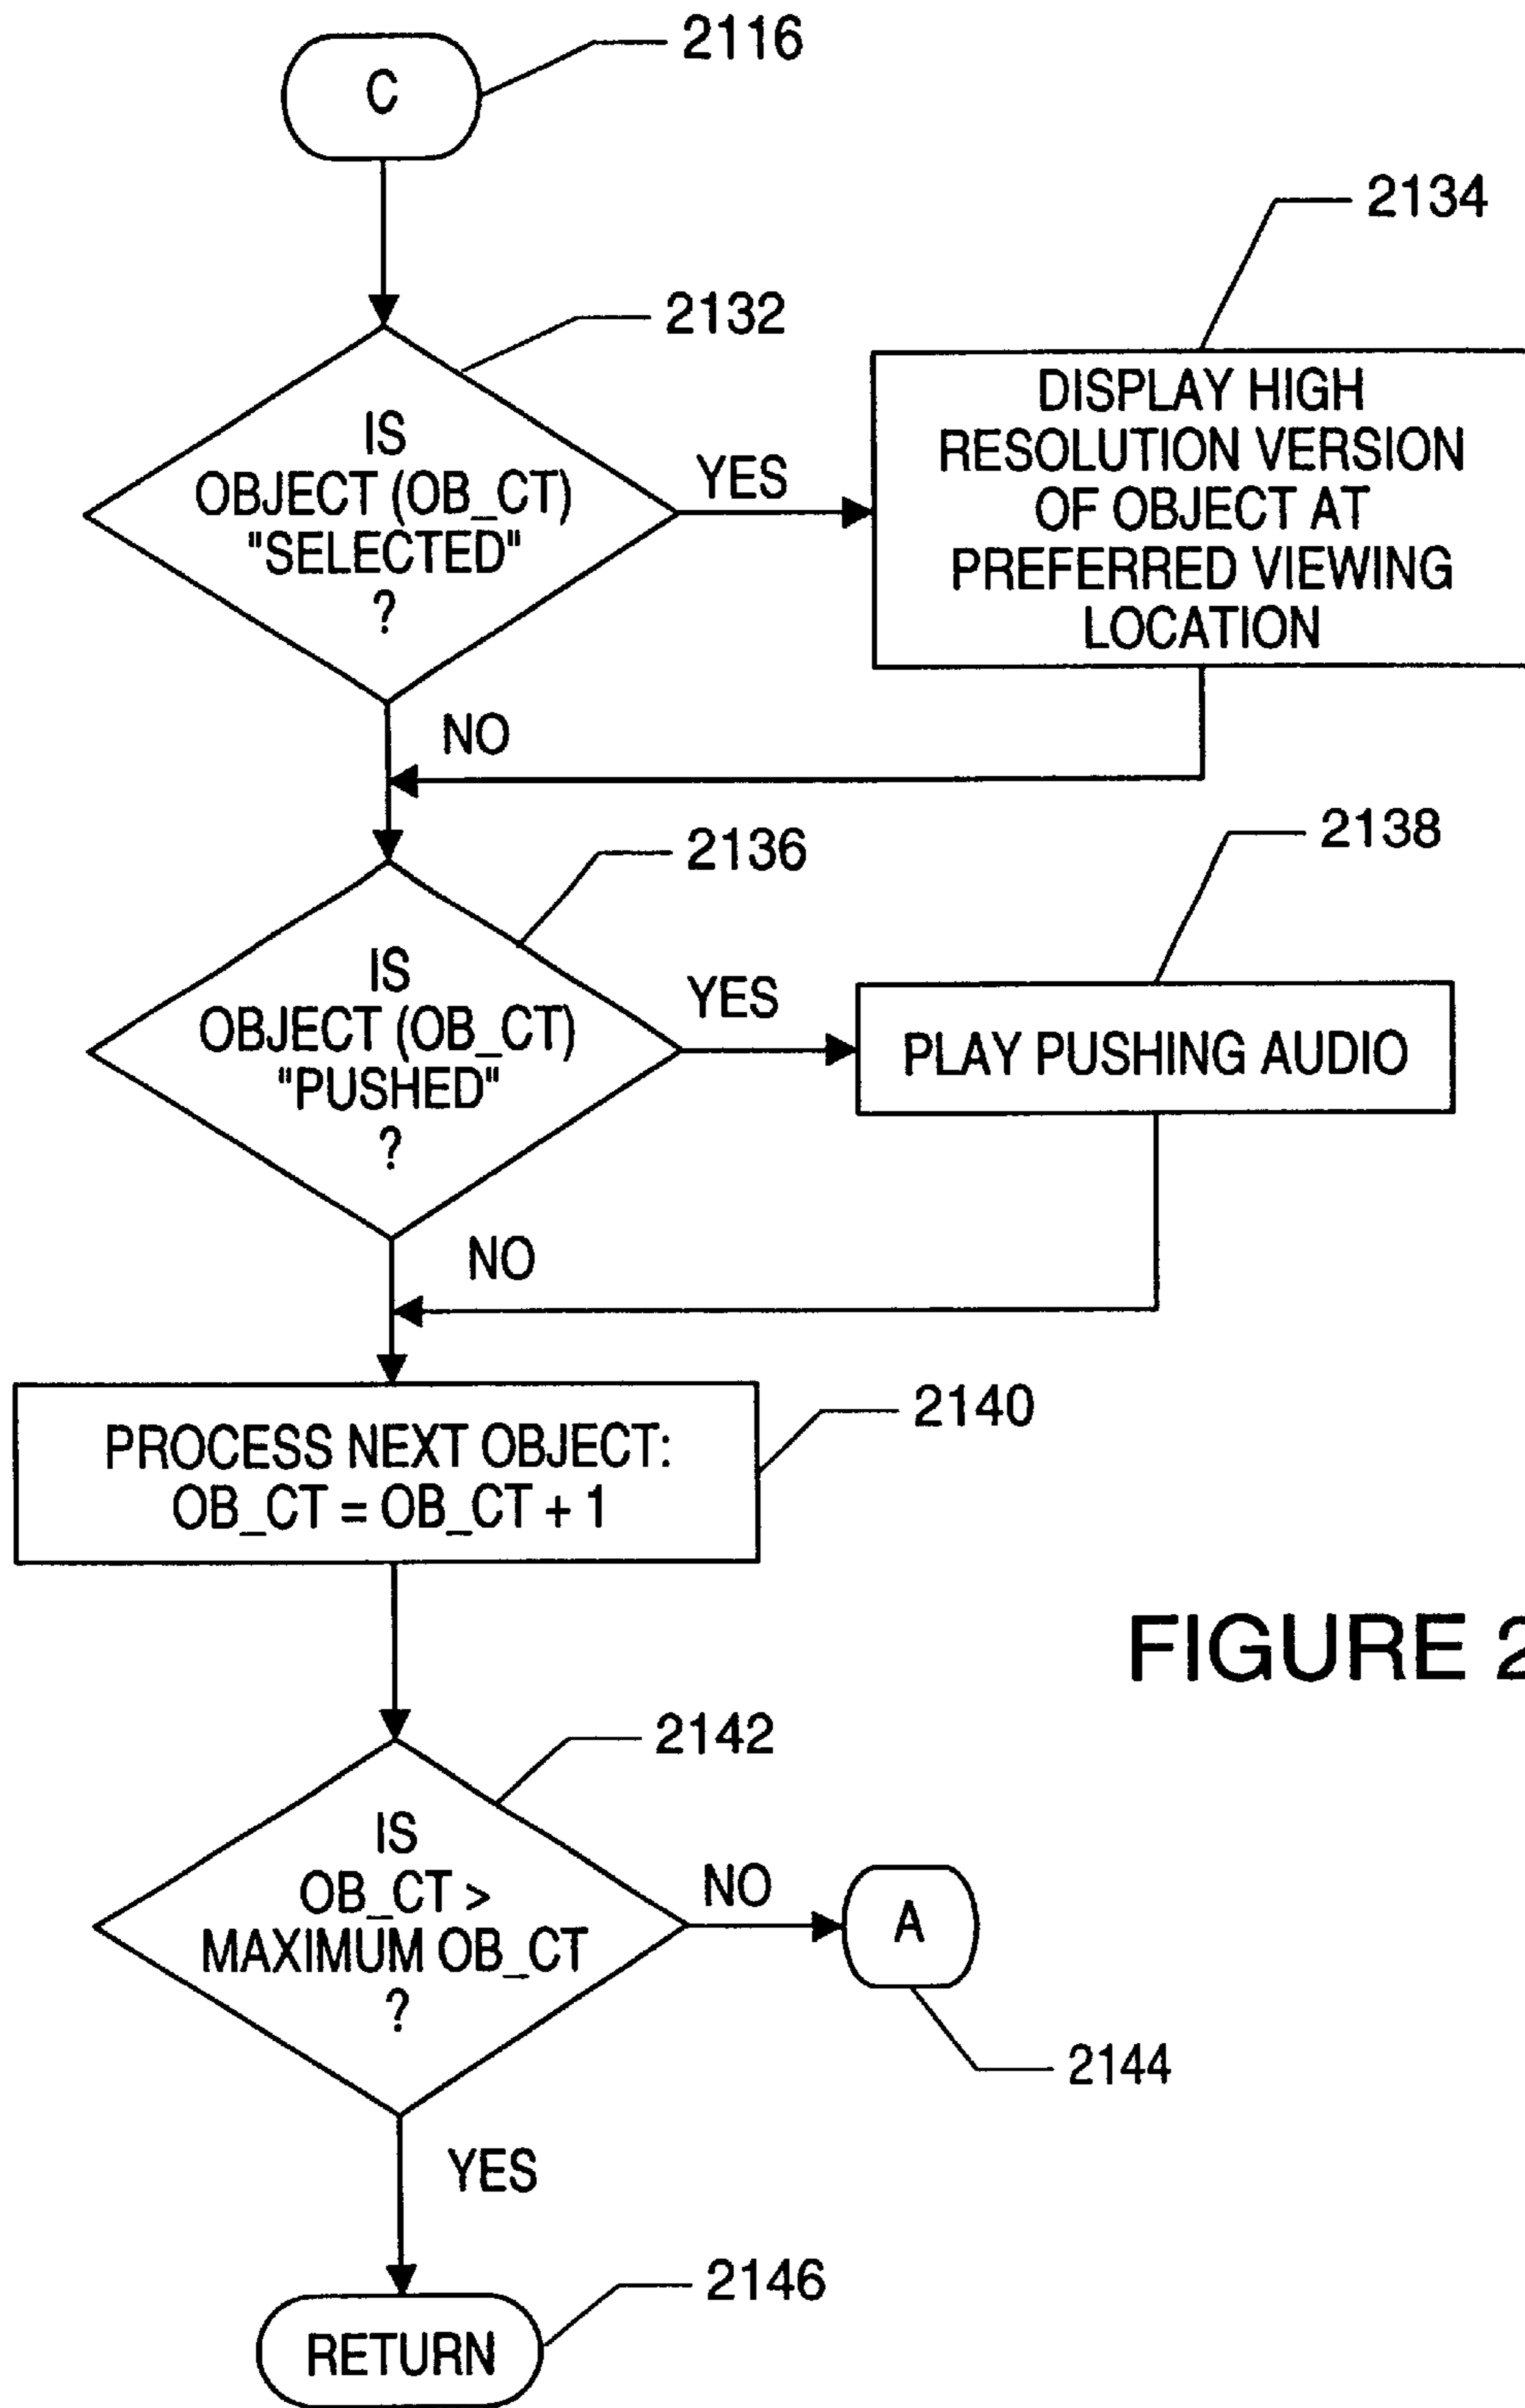 C
2116
2134
2132
IS
OBJECT (OB_CT)
"SELECTED"
?
YES
DISPLAY HIGH
RESOLUTION VERSION
OF OBJECT AT
PREFERRED VIEWING
LOCATION
NO
2136
2138
IS
OBJECT (OB_CT)
"PUSHED"
?
YES
PLAY PUSHING AUDIO
NO
2140
PROCESS NEXT OBJECT:
OB_CT = OB_CT + 1
FIGURE 2
2142
IS
OB_CT >
MAXIMUM OB_CT
?
NO
A
2144
YES
2146
RETURN